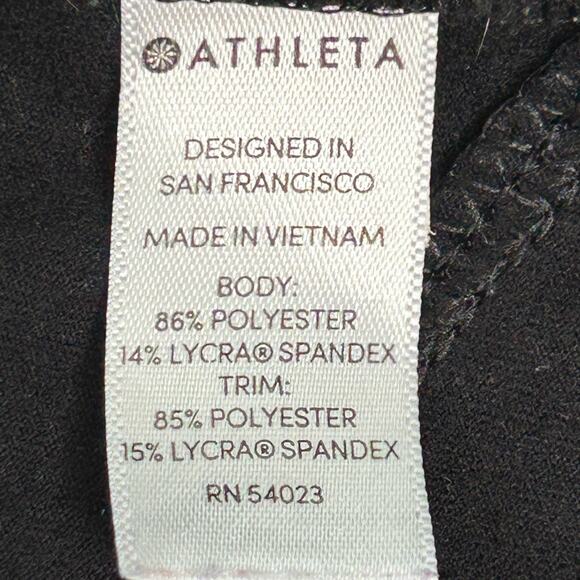 ATHLETA
DESIGNED IN
SAN FRANCISCO
MADE IN VIETNAM
BODY:
86% POLYESTER
14% LYCRA® SPANDEX
TRIM:
85% POLYESTER
15% LYCRA® SPANDEX
RN 54023